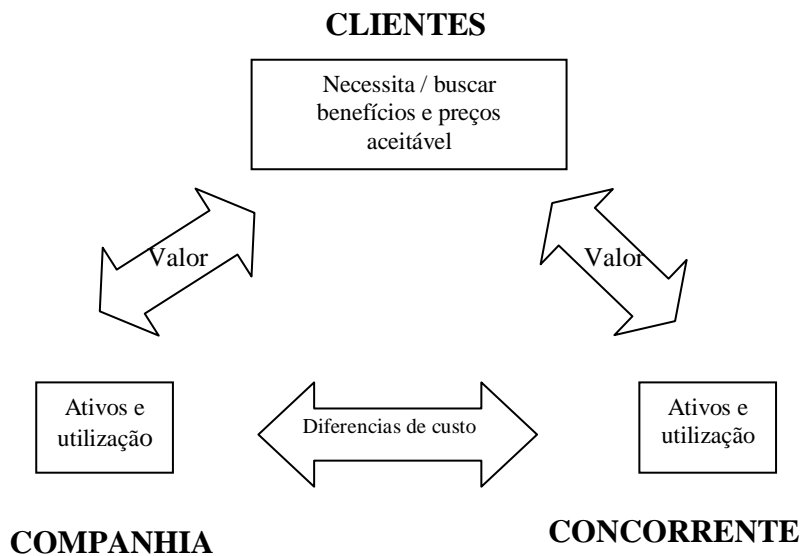 CLIENTES
Necessita / buscar
benefícios e preços
aceitável
Valor
Valor
Ativos e
utilização
Diferencias de custo
Ativos e
utilização
COMPANHIA
CONCORRENTE